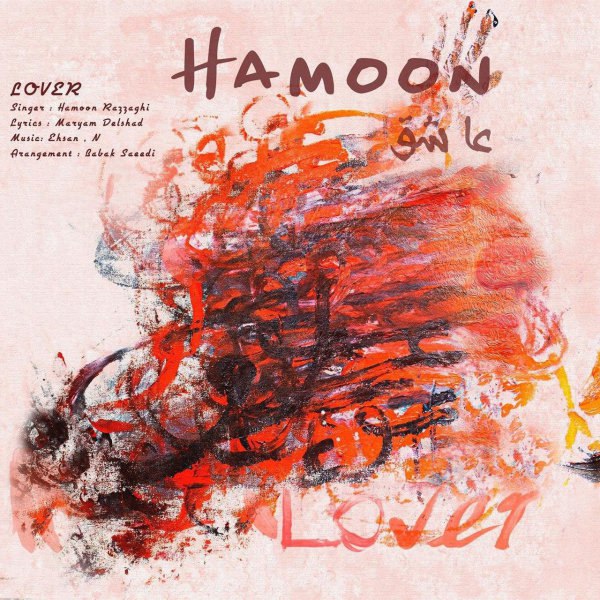 HAMOON
عاشق
LOVER
Singer : Hamoon Razzaghi
Lyrics : Maryam Delshad
Music: Ehsan . N
Arangement : Babak Saeedi
Lover